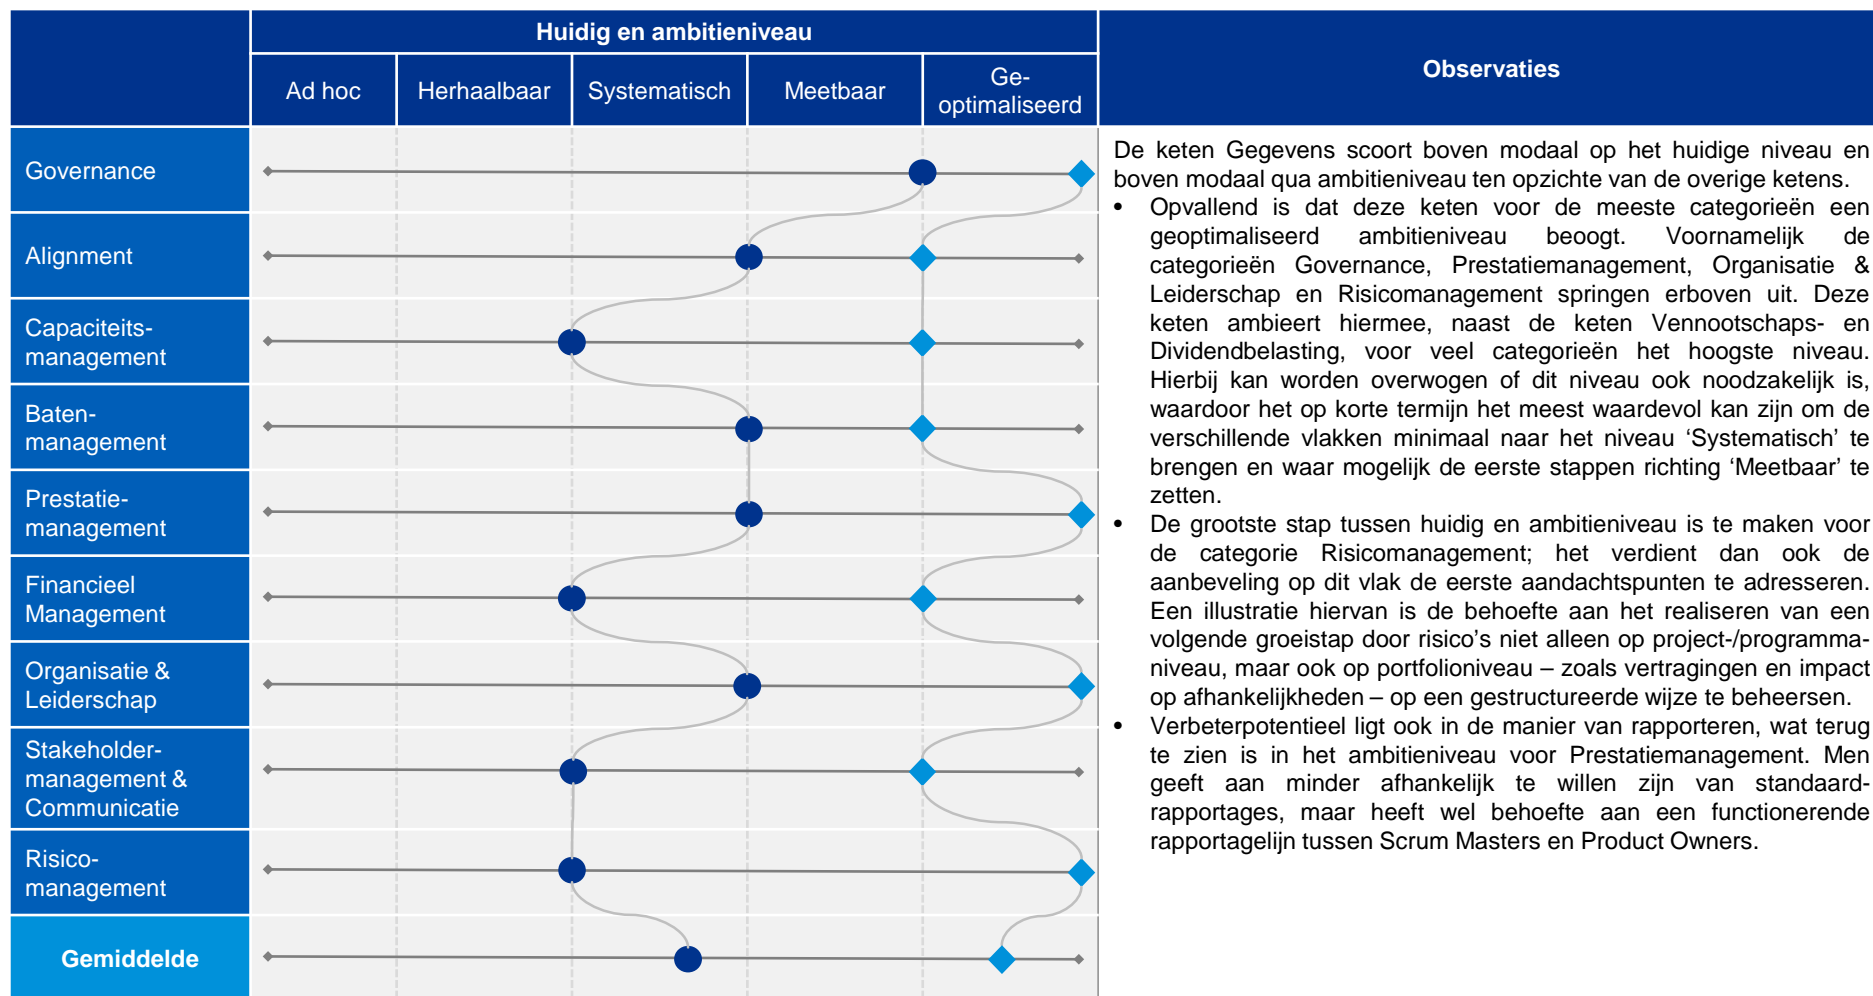 Huidig en ambitieniveau
Observaties
Ad hoc
Herhaalbaar
Systematisch
Meetbaar
Ge-
optimaliseerd
Governance
Alignment
Capaciteits-
management
Baten-
management
Prestatie-
management
Financieel
Management
Organisatie &
Leiderschap
Stakeholder-
management &
Communicatie
Risico-
management
Gemiddelde
De keten Gegevens scoort boven modaal op het huidige niveau en
boven modaal qua ambitieniveau ten opzichte van de overige ketens.
• Opvallend is dat deze keten voor de meeste categorieën een
geoptimaliseerd ambitieniveau beoogt. Voornamelijk de
categorieën Governance, Prestatiemanagement, Organisatie &
Leiderschap en Risicomanagement springen erboven uit. Deze
keten ambieert hiermee, naast de keten Vennootschaps- en
Dividendbelasting, voor veel categorieën het hoogste niveau.
Hierbij kan worden overwogen of dit niveau ook noodzakelijk is,
waardoor het op korte termijn het meest waardevol kan zijn om de
verschillende vlakken minimaal naar het niveau ‘Systematisch’ te
brengen en waar mogelijk de eerste stappen richting ‘Meetbaar’ te
zetten.
• De grootste stap tussen huidig en ambitieniveau is te maken voor
de categorie Risicomanagement; het verdient dan ook de
aanbeveling op dit vlak de eerste aandachtspunten te adresseren.
Een illustratie hiervan is de behoefte aan het realiseren van een
volgende groeistap door risico’s niet alleen op project-/programma-
niveau, maar ook op portfolioniveau – zoals vertragingen en impact
op afhankelijkheden – op een gestructureerde wijze te beheersen.
• Verbeterpotentieel ligt ook in de manier van rapporteren, wat terug
te zien is in het ambitieniveau voor Prestatiemanagement. Men
geeft aan minder afhankelijk te willen zijn van standaard-
rapportages, maar heeft wel behoefte aan een functionerende
rapportagelijn tussen Scrum Masters en Product Owners.